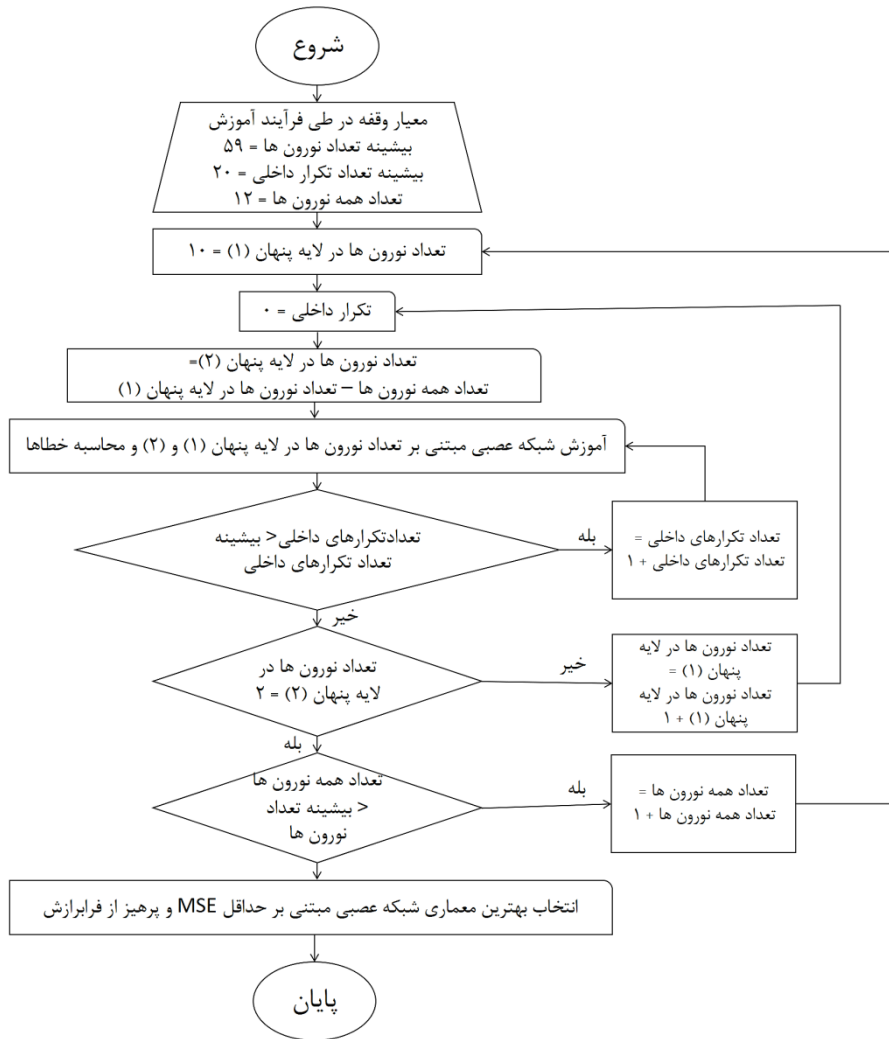 شروع
معیار وقفه در طی فرآیند آموزش
بیشینه تعداد نورون ها = ۵۹
بیشینه تعداد تکرار داخلی = ۲۰
تعداد همه نورون ها = ۱۲
تعداد نورون ها در لایه پنهان (۱) = ۱۰
تکرار داخلی = ۰
تعداد نورون ها در لایه پنهان (۲)=
تعداد همه نورون ها – تعداد نورون ها در لایه پنهان (۱)
آموزش شبکه عصبی مبتنی بر تعداد نورون ها در لایه پنهان (۱) و (۲) و محاسبه خطاها
تعدادتکرارهای داخلی< بیشینه
تعداد تکرارهای داخلی
بله
تعداد تکرارهای داخلی =
تعداد تکرارهای داخلی + ۱
خیر
تعداد نورون ها در
لایه پنهان (۲) = ۲
خیر
تعداد نورون ها در لایه
پنهان (۱) =
تعداد نورون ها در لایه
پنهان (۱) + ۱
بله
تعداد همه نورون ها
< بیشینه تعداد
نورون ها
بله
تعداد همه نورون ها =
تعداد همه نورون ها + ۱
انتخاب بهترین معماری شبکه عصبی مبتنی بر حداقل MSE و پرهیز از فرابرازش
پایان